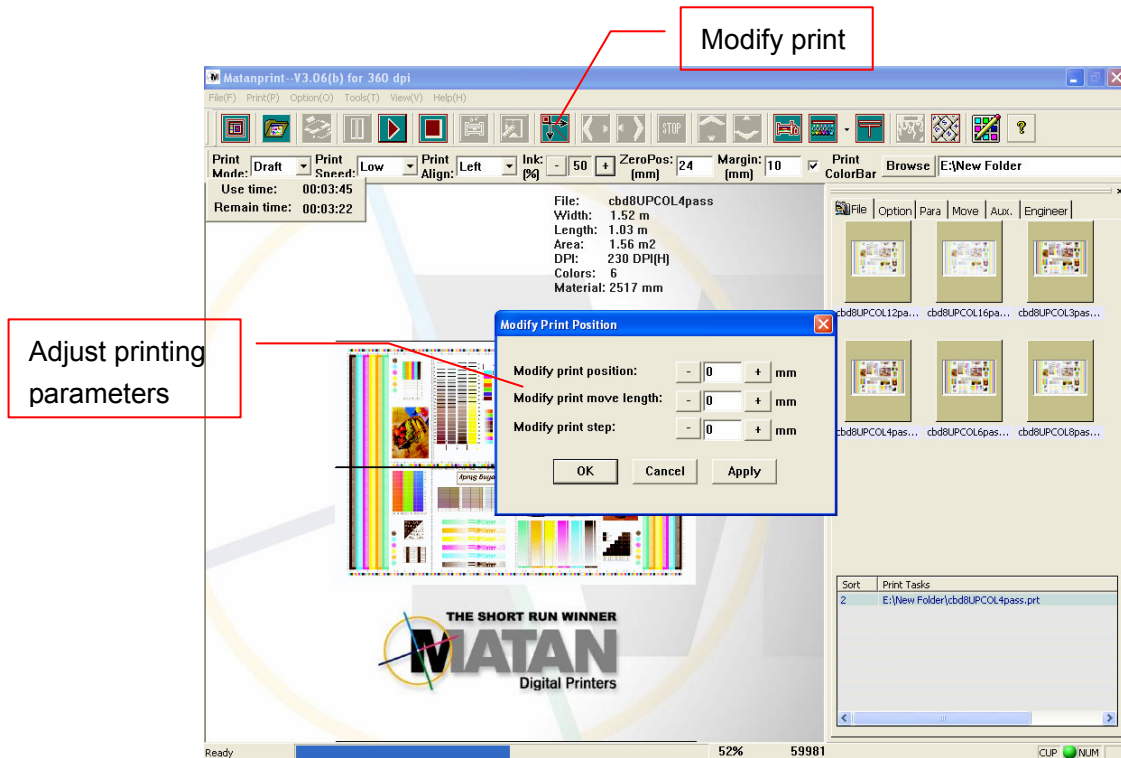 Modify print
Matanprint--V3.06(b) for 360 dpi
File(F) Print(P) Option(O) Tools(T) View(V) Help(H)
STOP
Print Mode: Draft Print Speed: Low Print Align: Left Ink: (%) - 50 + ZeroPos: (mm) 24 Margin: (mm) 10 Print ColorBar Browse E:\New Folder
Use time: 00:03:45
Remain time: 00:03:22
File: cbd8UPCOL4pass
Width: 1.52 m
Length: 1.03 m
Area: 1.56 m2
DPI: 230 DPI(H)
Colors: 6
Material: 2517 mm
File Option Para Move Aux. Engineer
cbd8UPCOL12pa... cbd8UPCOL16pa... cbd8UPCOL3pas...
cbd8UPCOL4pas... cbd8UPCOL6pas... cbd8UPCOL8pas...
Adjust printing
parameters
Modify Print Position
Modify print position: - 0 + mm
Modify print move length: - 0 + mm
Modify print step: - 0 + mm
OK Cancel Apply
Sort Print Tasks
2 E:\New Folder\cbd8UPCOL4pass.prt
THE SHORT RUN WINNER
MATAN
Digital Printers
Ready 52% 59981 CUP NUM